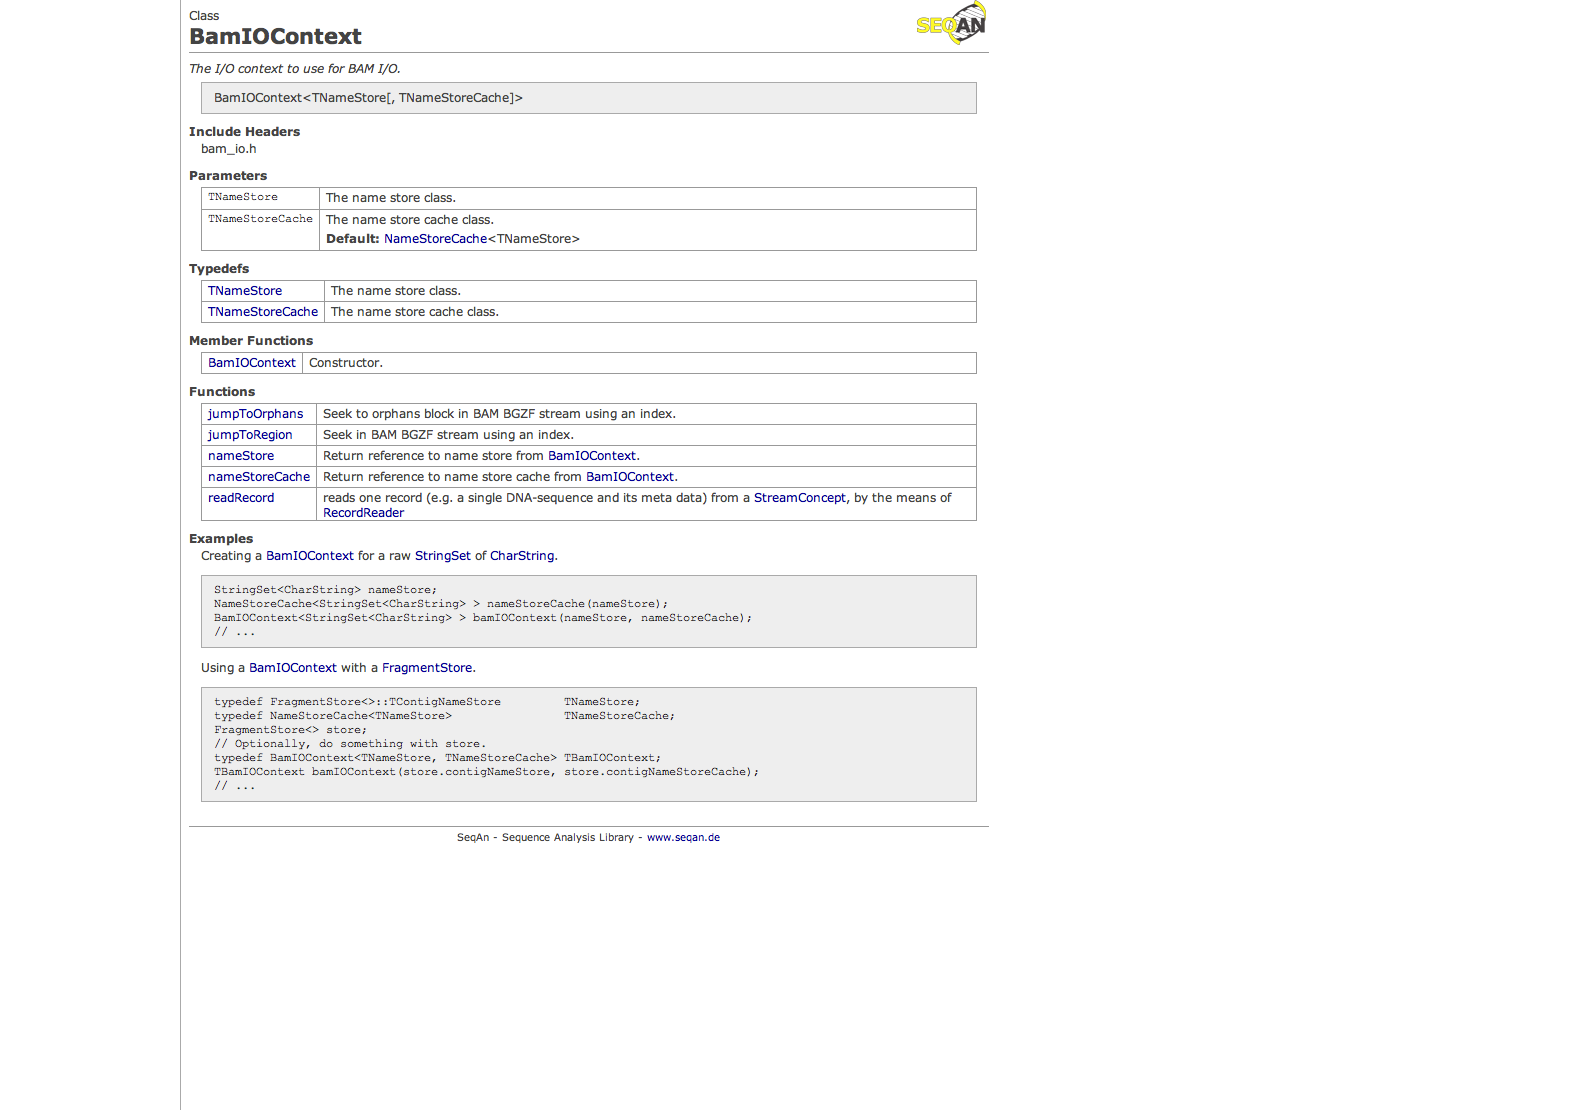 Class
BamIOContext
SEQAN
The I/O context to use for BAM I/O.
BamIOContext<TNameStore[, TNameStoreCache]>
Include Headers
bam_io.h
Parameters
TNameStore The name store class.
TNameStoreCache The name store cache class.
Default: NameStoreCache<TNameStore>
Typedefs
TNameStore The name store class.
TNameStoreCache The name store cache class.
Member Functions
BamIOContext Constructor.
Functions
jumpToOrphans Seek to orphans block in BAM BGZF stream using an index.
jumpToRegion Seek in BAM BGZF stream using an index.
nameStore Return reference to name store from BamIOContext.
nameStoreCache Return reference to name store cache from BamIOContext.
readRecord reads one record (e.g. a single DNA-sequence and its meta data) from a StreamConcept, by the means of
RecordReader
Examples
Creating a BamIOContext for a raw StringSet of CharString.
StringSet<CharString> nameStore;
NameStoreCache<StringSet<CharString> > nameStoreCache(nameStore);
BamIOContext<StringSet<CharString> > bamIOContext(nameStore, nameStoreCache);
// ...
Using a BamIOContext with a FragmentStore.
typedef FragmentStore<>::TContigNameStore         TNameStore;
typedef NameStoreCache<TNameStore>                TNameStoreCache;
FragmentStore<> store;
// Optionally, do something with store.
typedef BamIOContext<TNameStore, TNameStoreCache> TBamIOContext;
TBamIOContext bamIOContext(store.contigNameStore, store.contigNameStoreCache);
// ...
SeqAn - Sequence Analysis Library - www.seqan.de